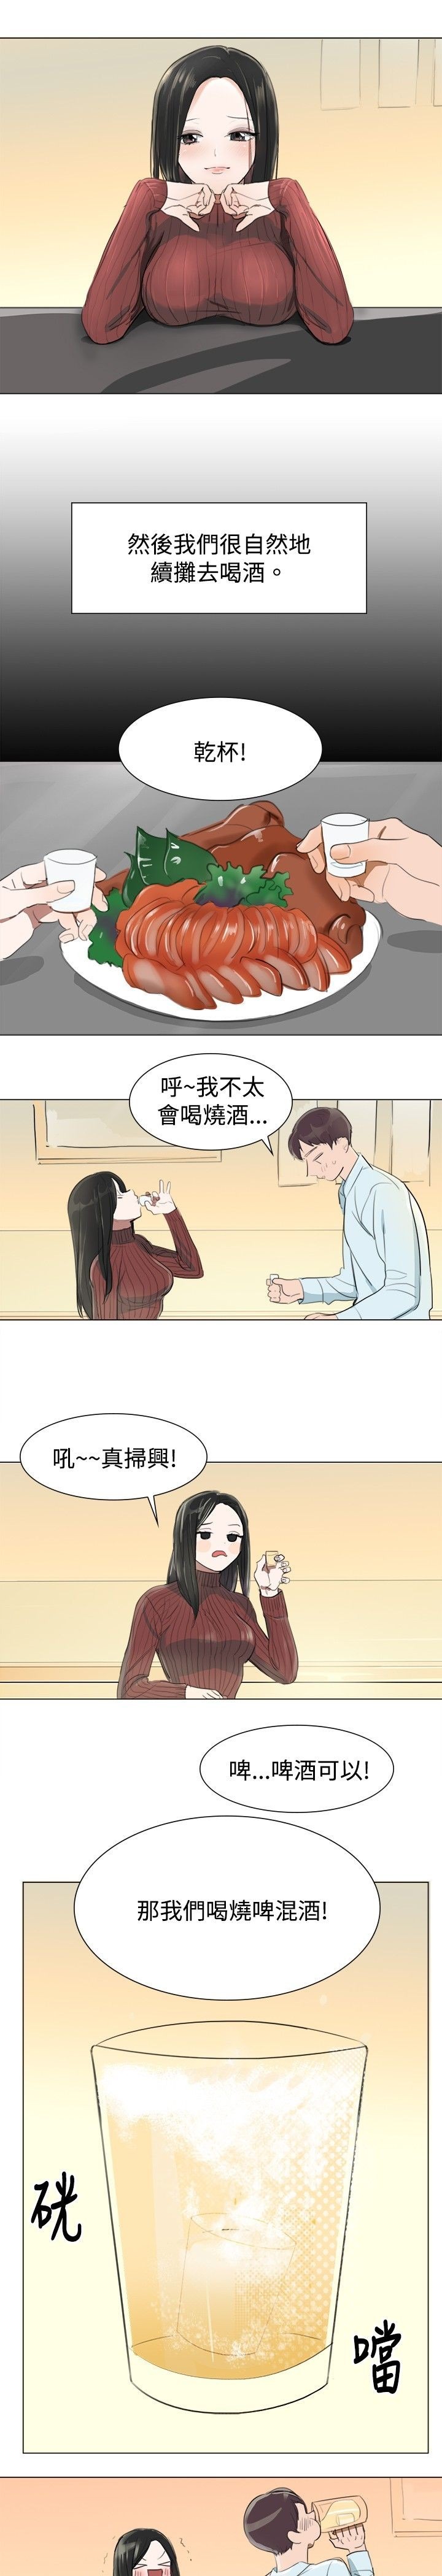 然後我們很自然地
續攤去喝酒。
乾杯!
呼~我不太
會喝燒酒...
吼~~真掃興!
啤...啤酒可以!
那我們喝燒啤混酒!
硄
噹